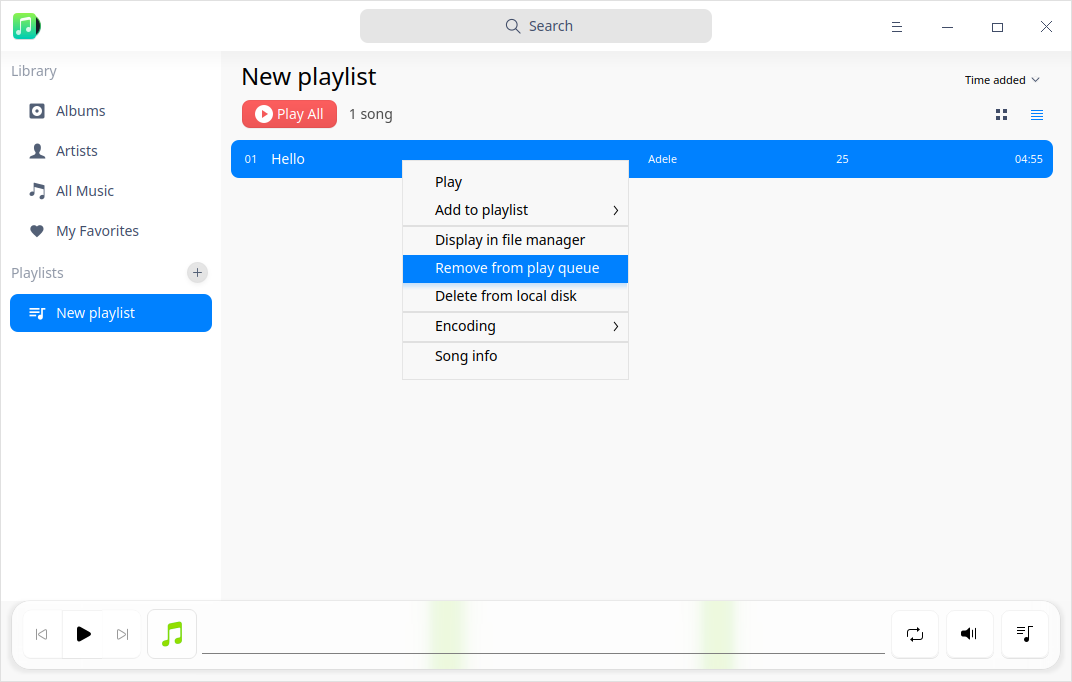 Search
Library
Albums
Artists
All Music
My Favorites
Playlists
New playlist
New playlist
Time added
Play All
1 song
01 Hello Adele 25 04:55
Play
Add to playlist
Display in file manager
Remove from play queue
Delete from local disk
Encoding
Song info